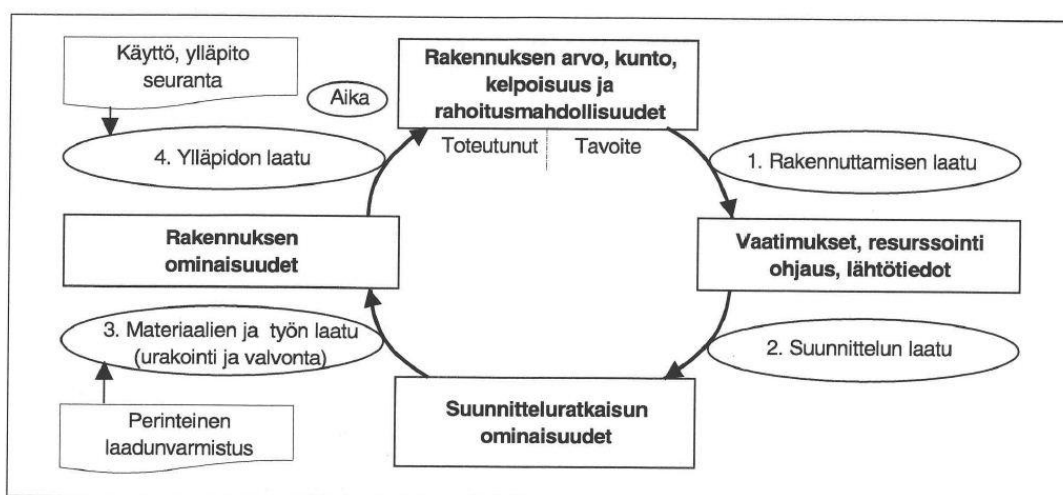 Käyttö, ylläpito
seuranta
Aika
Rakennuksen arvo, kunto,
kelpoisuus ja
rahoitusmahdollisuudet
Toteutunut
Tavoite
4. Ylläpidon laatu
1. Rakennuttamisen laatu
Rakennuksen
ominaisuudet
Vaatimukset, resurssointi
ohjaus, lähtötiedot
3. Materiaalien ja työn laatu
(urakointi ja valvonta)
2. Suunnittelun laatu
Perinteinen
laadunvarmistus
Suunnitteluratkaisun
ominaisuudet